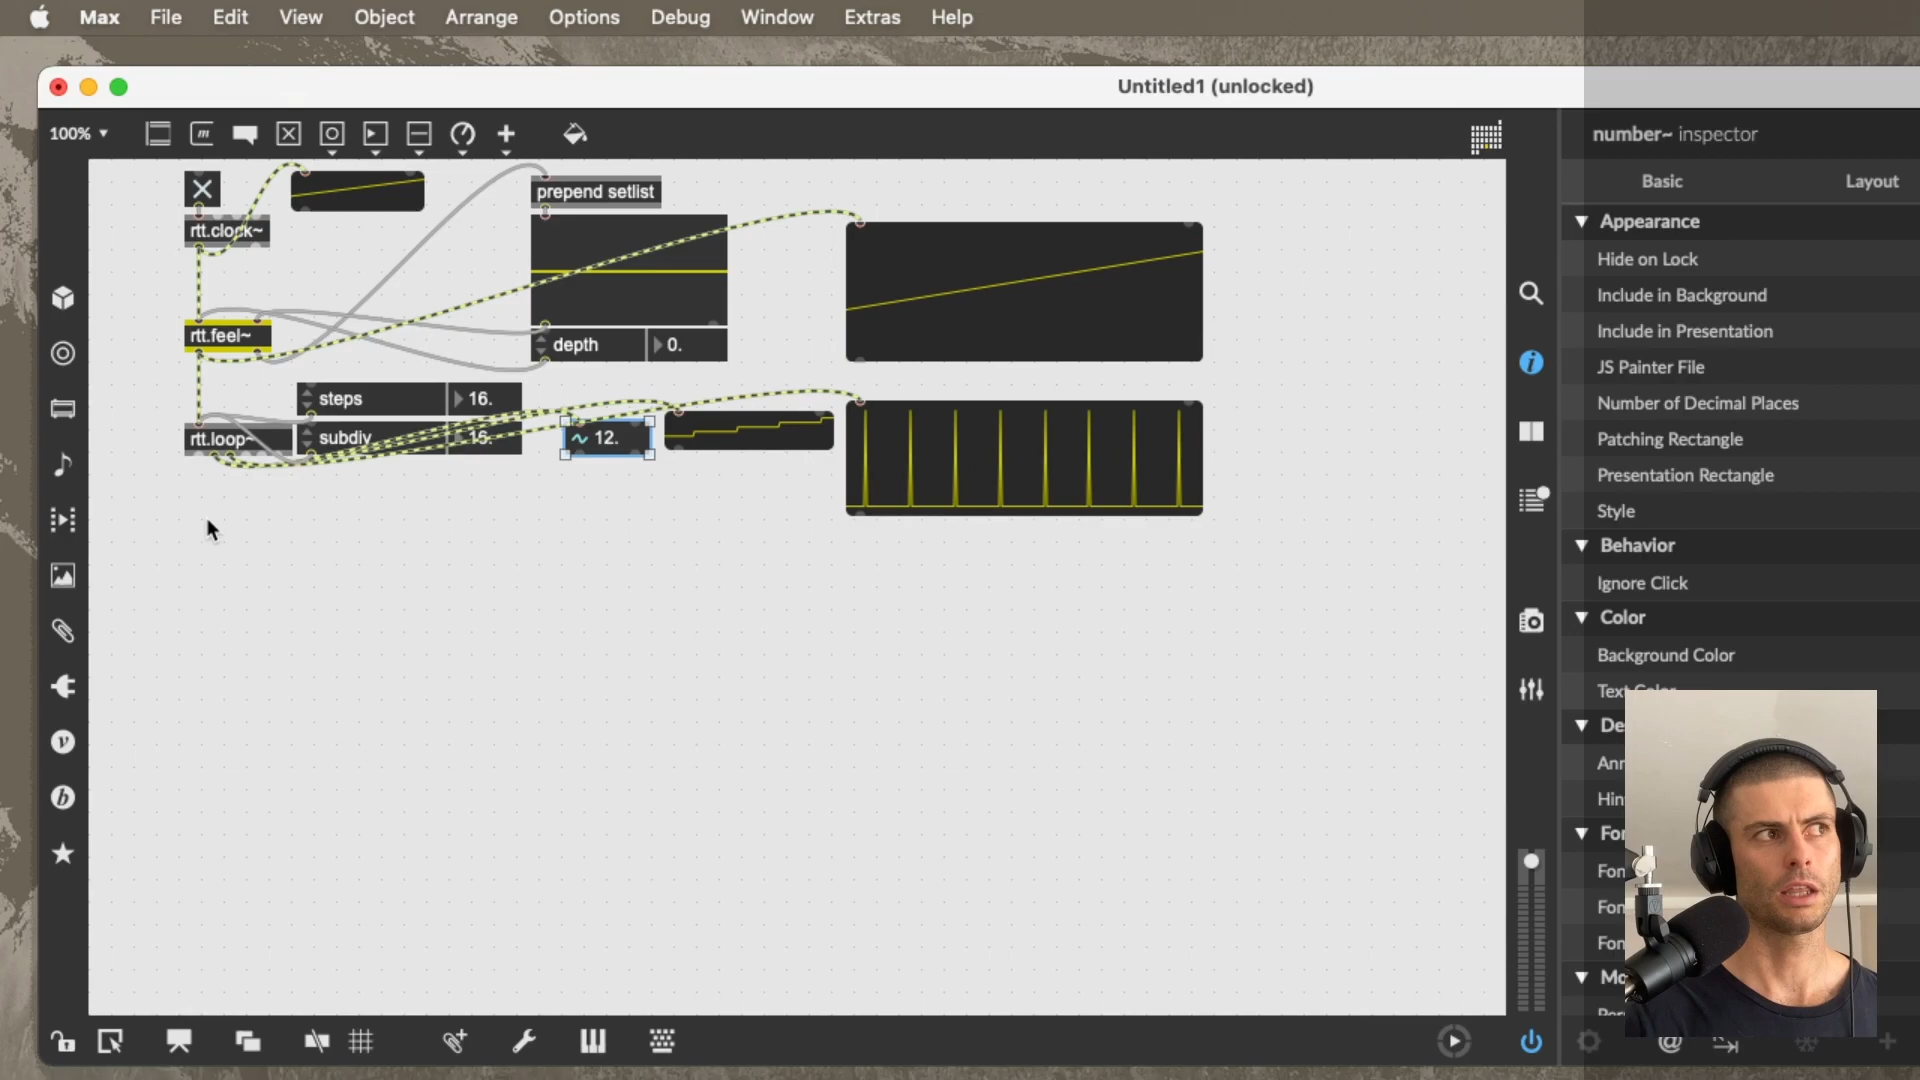 Max File Edit View Object Arrange Options Debug Window Extras Help
Untitled1 (unlocked)
100%
number~ inspector
Basic Layout
prepend setlist
rtt.clock~
rtt.feel~
depth 0.
steps 16.
rtt.loop~
subdiv
12.
Appearance
Hide on Lock
Include in Background
Include in Presentation
JS Painter File
Number of Decimal Places
Patching Rectangle
Presentation Rectangle
Style
Behavior
Ignore Click
Color
Background Color
Text Color